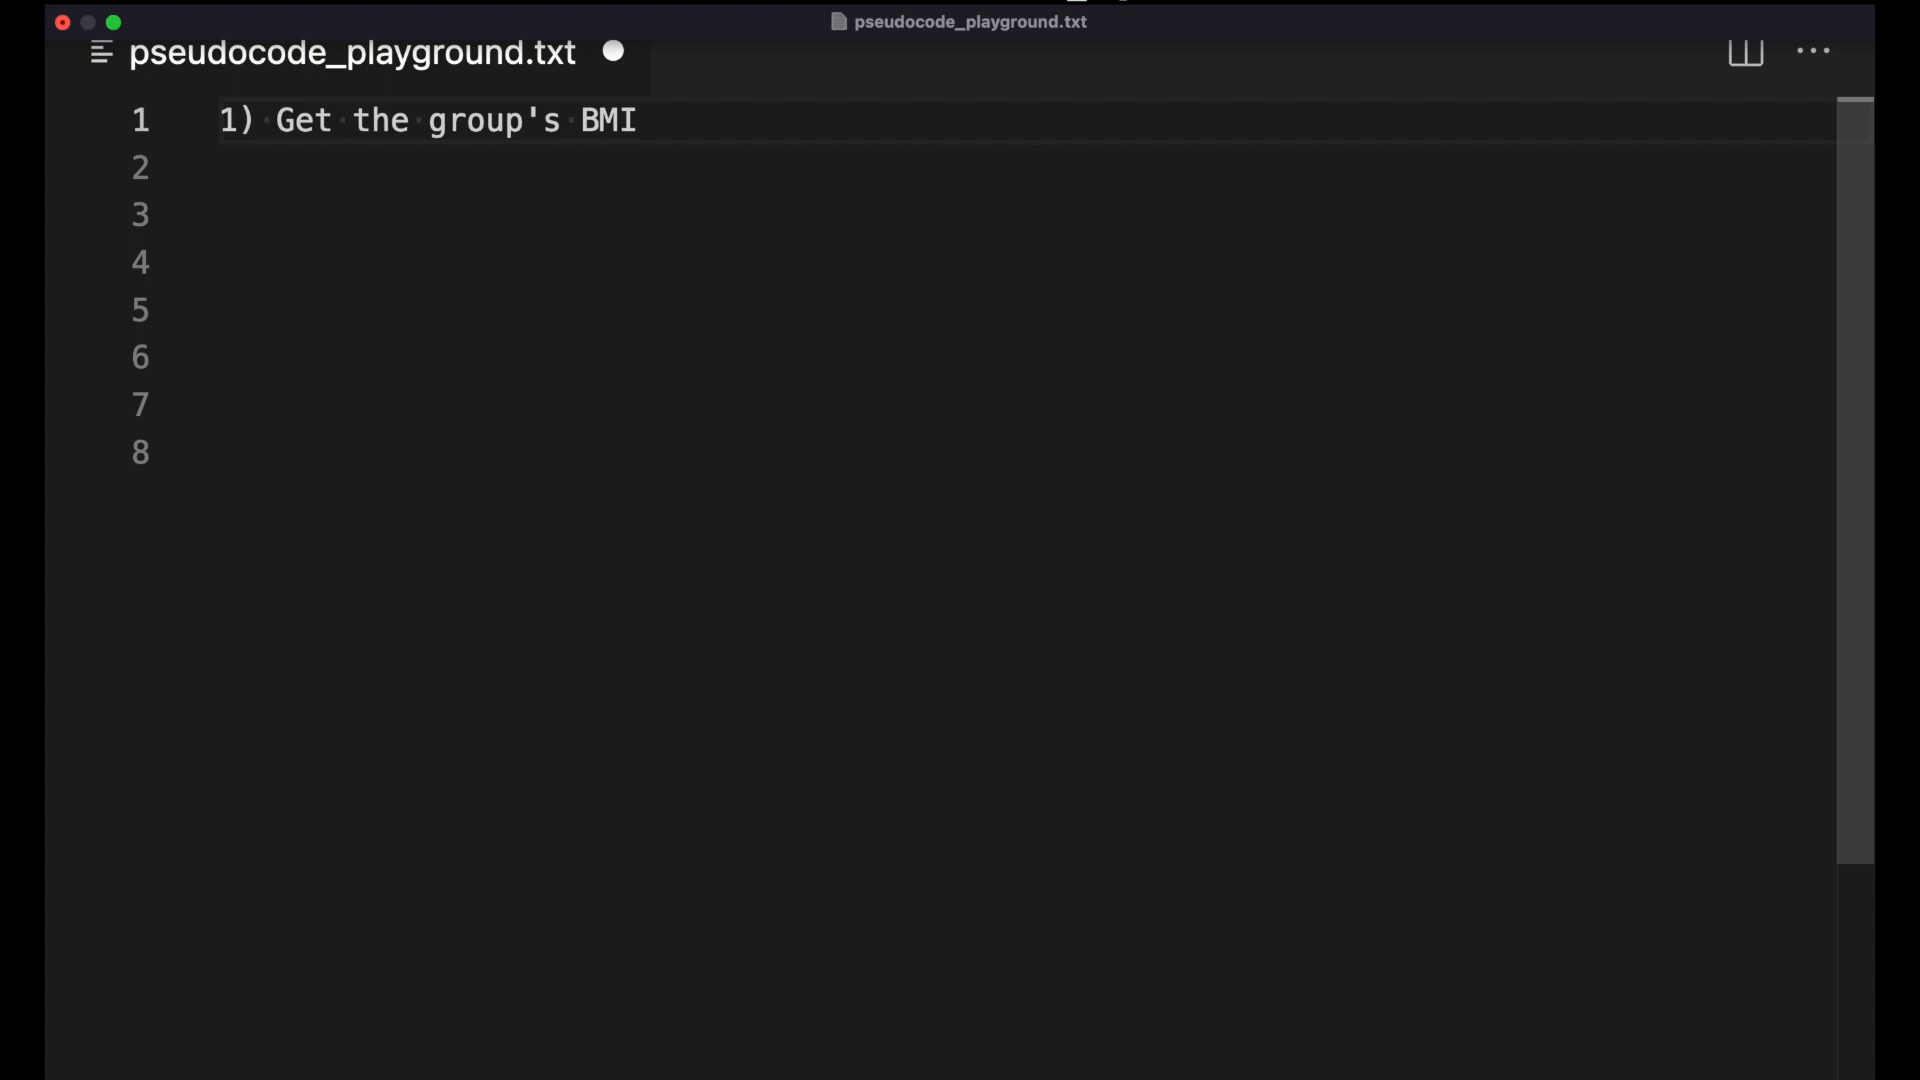 pseudocode_playground.txt
pseudocode_playground.txt
1 1) Get the group's BMI
2
3
4
5
6
7
8